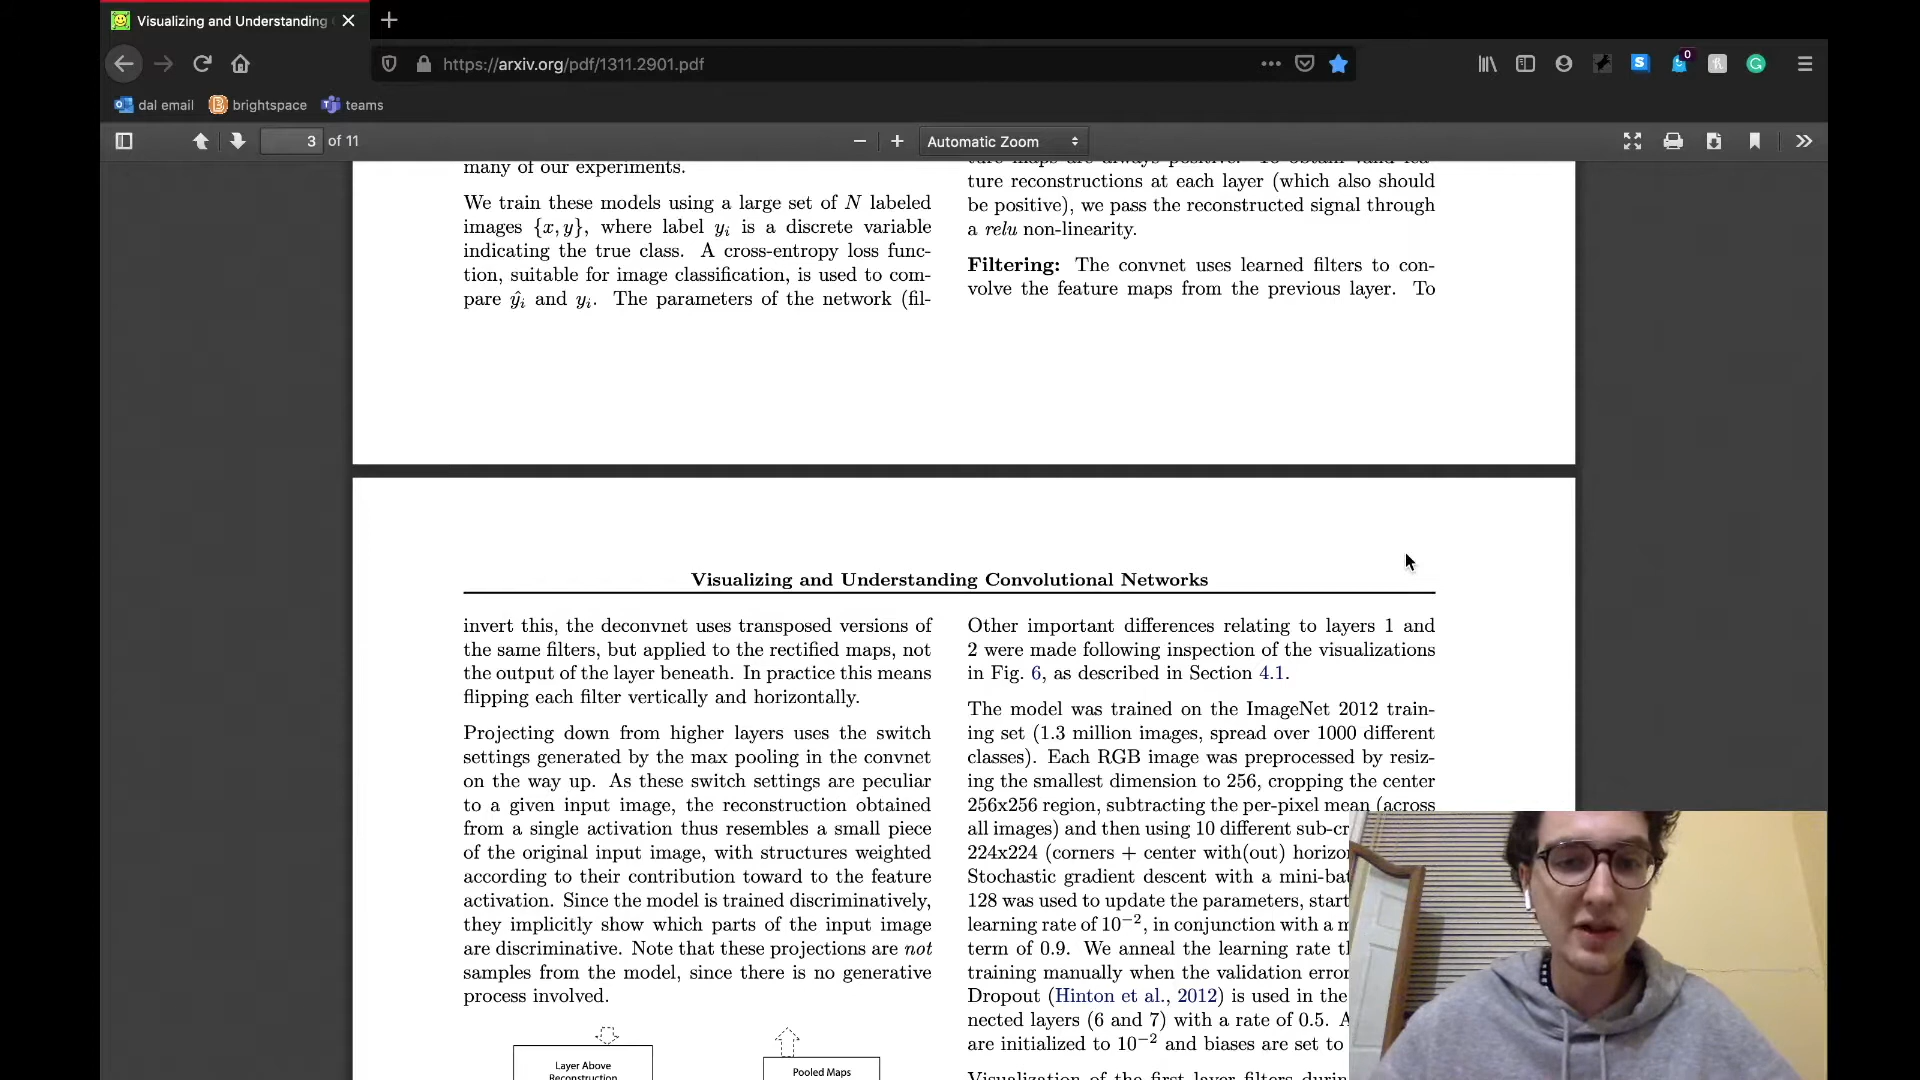 Visualizing and Understanding
https://arxiv.org/pdf/1311.2901.pdf
0
dal email
brightspace
teams
3 of 11
Automatic Zoom
many of our experiments.
We train these models using a large set of N labeled
images {x, y}, where label yᵢ is a discrete variable
indicating the true class. A cross-entropy loss func-
tion, suitable for image classification, is used to com-
pare ŷᵢ and yᵢ. The parameters of the network (fil-
ture maps are always positive. To obtain valid fea-
ture reconstructions at each layer (which also should
be positive), we pass the reconstructed signal through
a relu non-linearity.
Filtering: The convnet uses learned filters to con-
volve the feature maps from the previous layer. To
Visualizing and Understanding Convolutional Networks
invert this, the deconvnet uses transposed versions of
the same filters, but applied to the rectified maps, not
the output of the layer beneath. In practice this means
flipping each filter vertically and horizontally.
Projecting down from higher layers uses the switch
settings generated by the max pooling in the convnet
on the way up. As these switch settings are peculiar
to a given input image, the reconstruction obtained
from a single activation thus resembles a small piece
of the original input image, with structures weighted
according to their contribution toward to the feature
activation. Since the model is trained discriminatively,
they implicitly show which parts of the input image
are discriminative. Note that these projections are not
samples from the model, since there is no generative
process involved.
Layer Above
Reconstruction
Pooled Maps
Other important differences relating to layers 1 and
2 were made following inspection of the visualizations
in Fig. 6, as described in Section 4.1.
The model was trained on the ImageNet 2012 train-
ing set (1.3 million images, spread over 1000 different
classes). Each RGB image was preprocessed by resiz-
ing the smallest dimension to 256, cropping the center
256x256 region, subtracting the per-pixel mean (across
all images) and then using 10 different sub-cr
224x224 (corners + center with(out) horizon
Stochastic gradient descent with a mini-bat
128 was used to update the parameters, start
learning rate of 10⁻², in conjunction with a m
term of 0.9. We anneal the learning rate th
training manually when the validation error
Dropout (Hinton et al., 2012) is used in the
nected layers (6 and 7) with a rate of 0.5. A
are initialized to 10⁻² and biases are set to
Visualization of the first layer filters durin